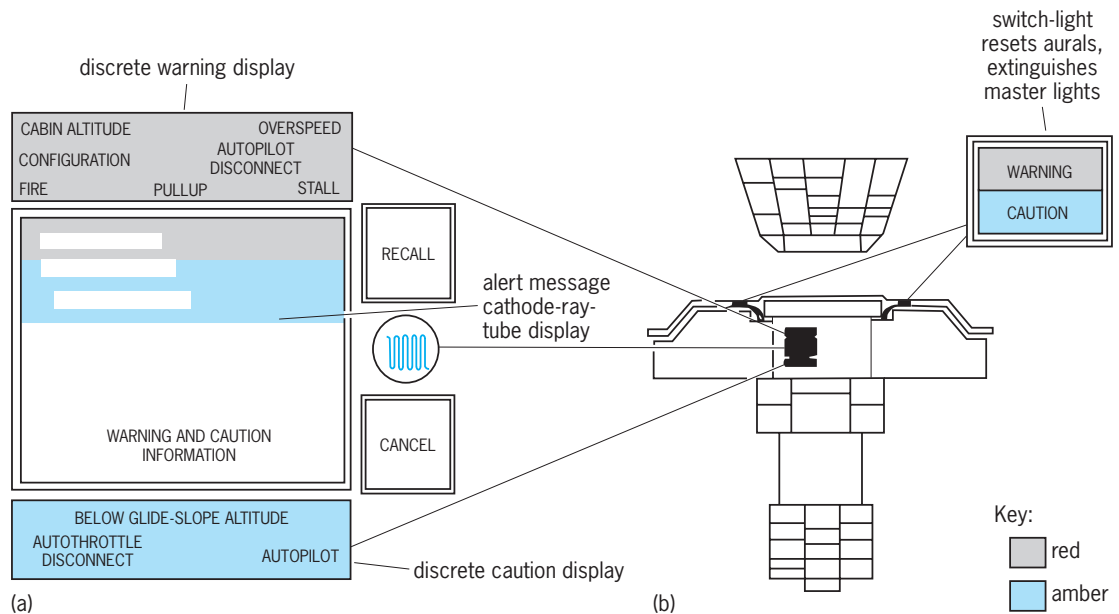 switch-light
resets aurals,
extinguishes
master lights
discrete warning display
CABIN ALTITUDE
OVERSPEED
CONFIGURATION
AUTOPILOT
DISCONNECT
FIRE
PULLUP
STALL
WARNING
CAUTION
RECALL
alert message
cathode-ray-
tube display
WARNING AND CAUTION
INFORMATION
CANCEL
BELOW GLIDE-SLOPE ALTITUDE
AUTOTHROTTLE
DISCONNECT
AUTOPILOT
discrete caution display
Key:
red
amber
(a)
(b)